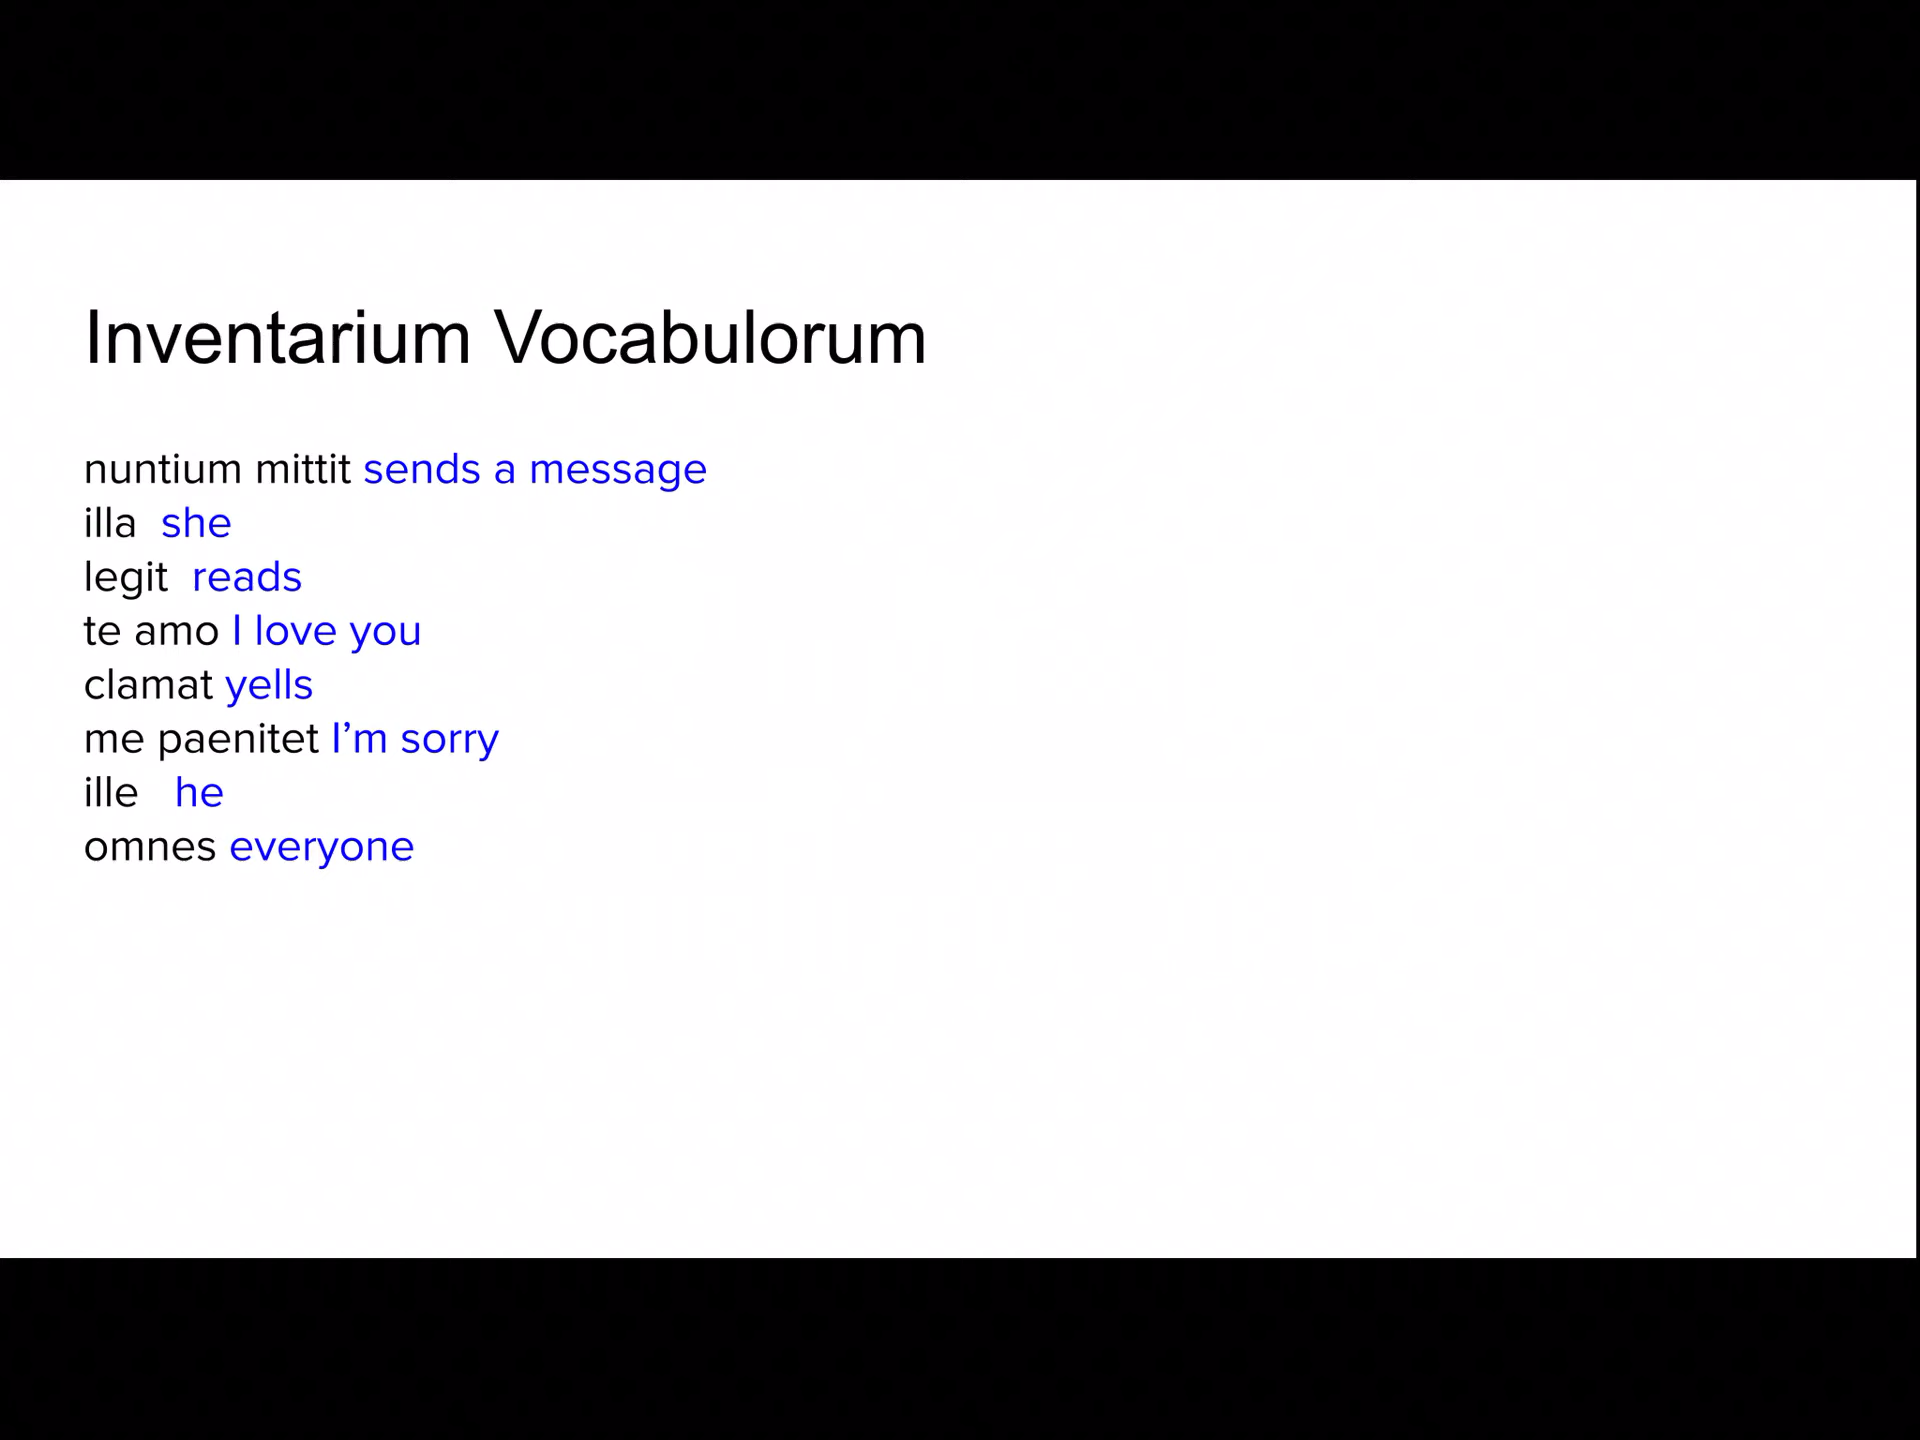 Inventarium Vocabulorum
nuntium mittit sends a message
illa she
legit reads
te amo I love you
clamat yells
me paenitet I’m sorry
ille he
omnes everyone